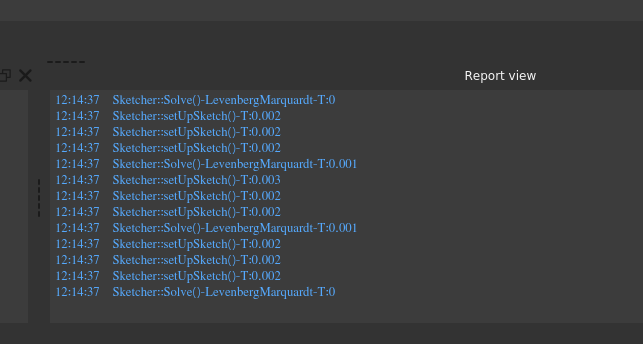 Report view
12:14:37 Sketcher::Solve()-LevenbergMarquardt-T:0
12:14:37 Sketcher::setUpSketch()-T:0.002
12:14:37 Sketcher::setUpSketch()-T:0.002
12:14:37 Sketcher::setUpSketch()-T:0.002
12:14:37 Sketcher::Solve()-LevenbergMarquardt-T:0.001
12:14:37 Sketcher::setUpSketch()-T:0.003
12:14:37 Sketcher::setUpSketch()-T:0.002
12:14:37 Sketcher::setUpSketch()-T:0.002
12:14:37 Sketcher::Solve()-LevenbergMarquardt-T:0.001
12:14:37 Sketcher::setUpSketch()-T:0.002
12:14:37 Sketcher::setUpSketch()-T:0.002
12:14:37 Sketcher::setUpSketch()-T:0.002
12:14:37 Sketcher::Solve()-LevenbergMarquardt-T:0